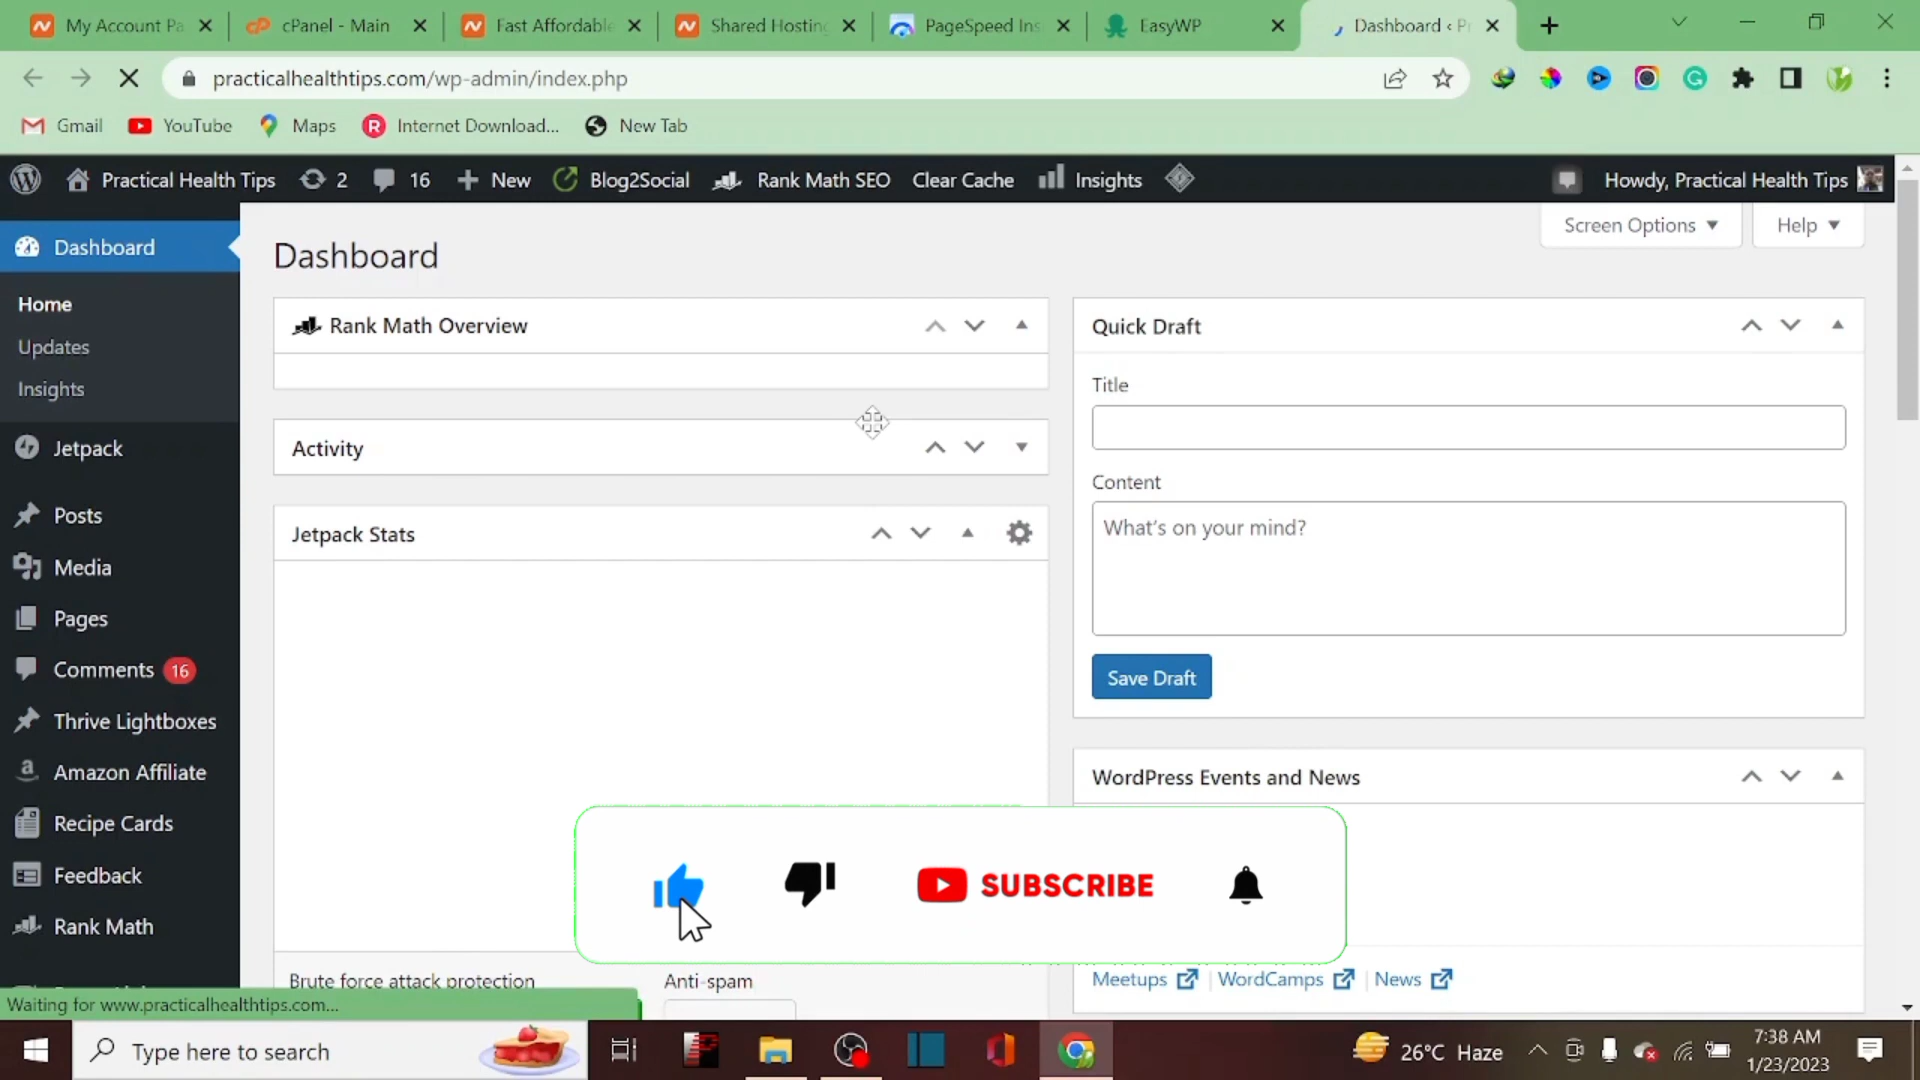 My Account Pa
cPanel - Main
Fast Affordable
Shared Hosting
PageSpeed Ins
EasyWP
Dashboard ‹ P
practicalhealthtips.com/wp-admin/index.php
Gmail
YouTube
Maps
Internet Download...
New Tab
Practical Health Tips
2
16
New
Blog2Social
Rank Math SEO
Clear Cache
Insights
Howdy, Practical Health Tips
Screen Options
Help
Dashboard
Home
Updates
Insights
Jetpack
Posts
Media
Pages
Comments 16
Thrive Lightboxes
Amazon Affiliate
Recipe Cards
Feedback
Rank Math
Dashboard
Rank Math Overview
Activity
Jetpack Stats
Brute force attack protection
Anti-spam
Quick Draft
Title
Content
What's on your mind?
Save Draft
WordPress Events and News
Meetups | WordCamps | News
SUBSCRIBE
Waiting for www.practicalhealthtips.com...
Type here to search
26°C Haze
7:38 AM
1/23/2023